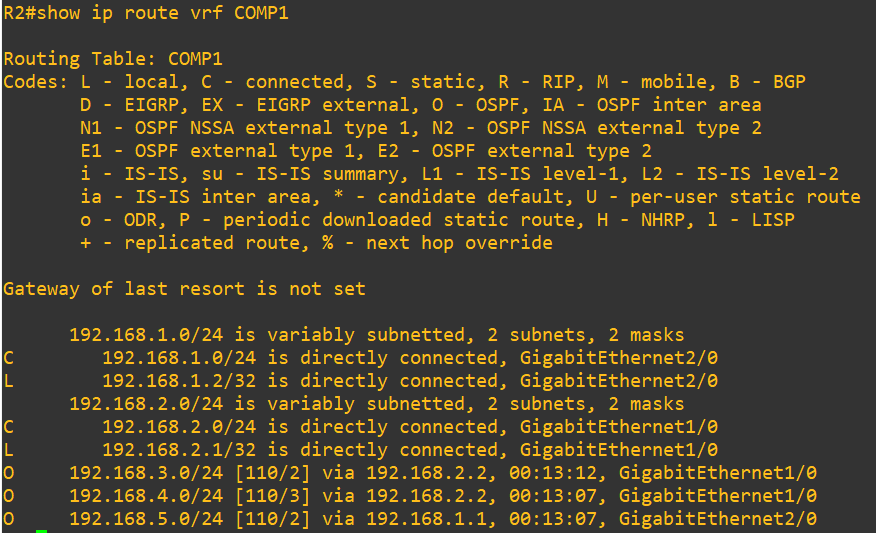 R2#show ip route vrf COMP1
Routing Table: COMP1
Codes: L - local, C - connected, S - static, R - RIP, M - mobile, B - BGP
D - EIGRP, EX - EIGRP external, O - OSPF, IA - OSPF inter area
N1 - OSPF NSSA external type 1, N2 - OSPF NSSA external type 2
E1 - OSPF external type 1, E2 - OSPF external type 2
i - IS-IS, su - IS-IS summary, L1 - IS-IS level-1, L2 - IS-IS level-2
ia - IS-IS inter area, * - candidate default, U - per-user static route
o - ODR, P - periodic downloaded static route, H - NHRP, l - LISP
+ - replicated route, % - next hop override
Gateway of last resort is not set
192.168.1.0/24 is variably subnetted, 2 subnets, 2 masks
C 192.168.1.0/24 is directly connected, GigabitEthernet2/0
L 192.168.1.2/32 is directly connected, GigabitEthernet2/0
192.168.2.0/24 is variably subnetted, 2 subnets, 2 masks
C 192.168.2.0/24 is directly connected, GigabitEthernet1/0
L 192.168.2.1/32 is directly connected, GigabitEthernet1/0
O 192.168.3.0/24 [110/2] via 192.168.2.2, 00:13:12, GigabitEthernet1/0
O 192.168.4.0/24 [110/3] via 192.168.2.2, 00:13:07, GigabitEthernet1/0
O 192.168.5.0/24 [110/2] via 192.168.1.1, 00:13:07, GigabitEthernet2/0